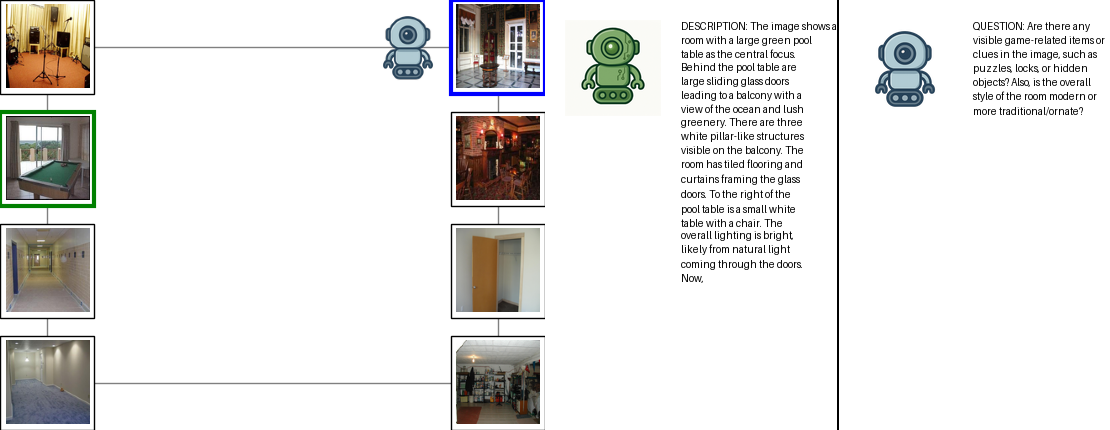 DESCRIPTION: The image shows a
room with a large green pool
table as the central focus.
Behind the pool table are
large sliding glass doors
leading to a balcony with a
view of the ocean and lush
greenery. There are three
white pillar-like structures
visible on the balcony. The
room has tiled flooring and
curtains framing the glass
doors. To the right of the
pool table is a small white
table with a chair. The
overall lighting is bright,
likely from natural light
coming through the doors.
Now,
QUESTION: Are there any
visible game-related items or
clues in the image, such as
puzzles, locks, or hidden
objects? Also, is the overall
style of the room modern or
more traditional/ornate?